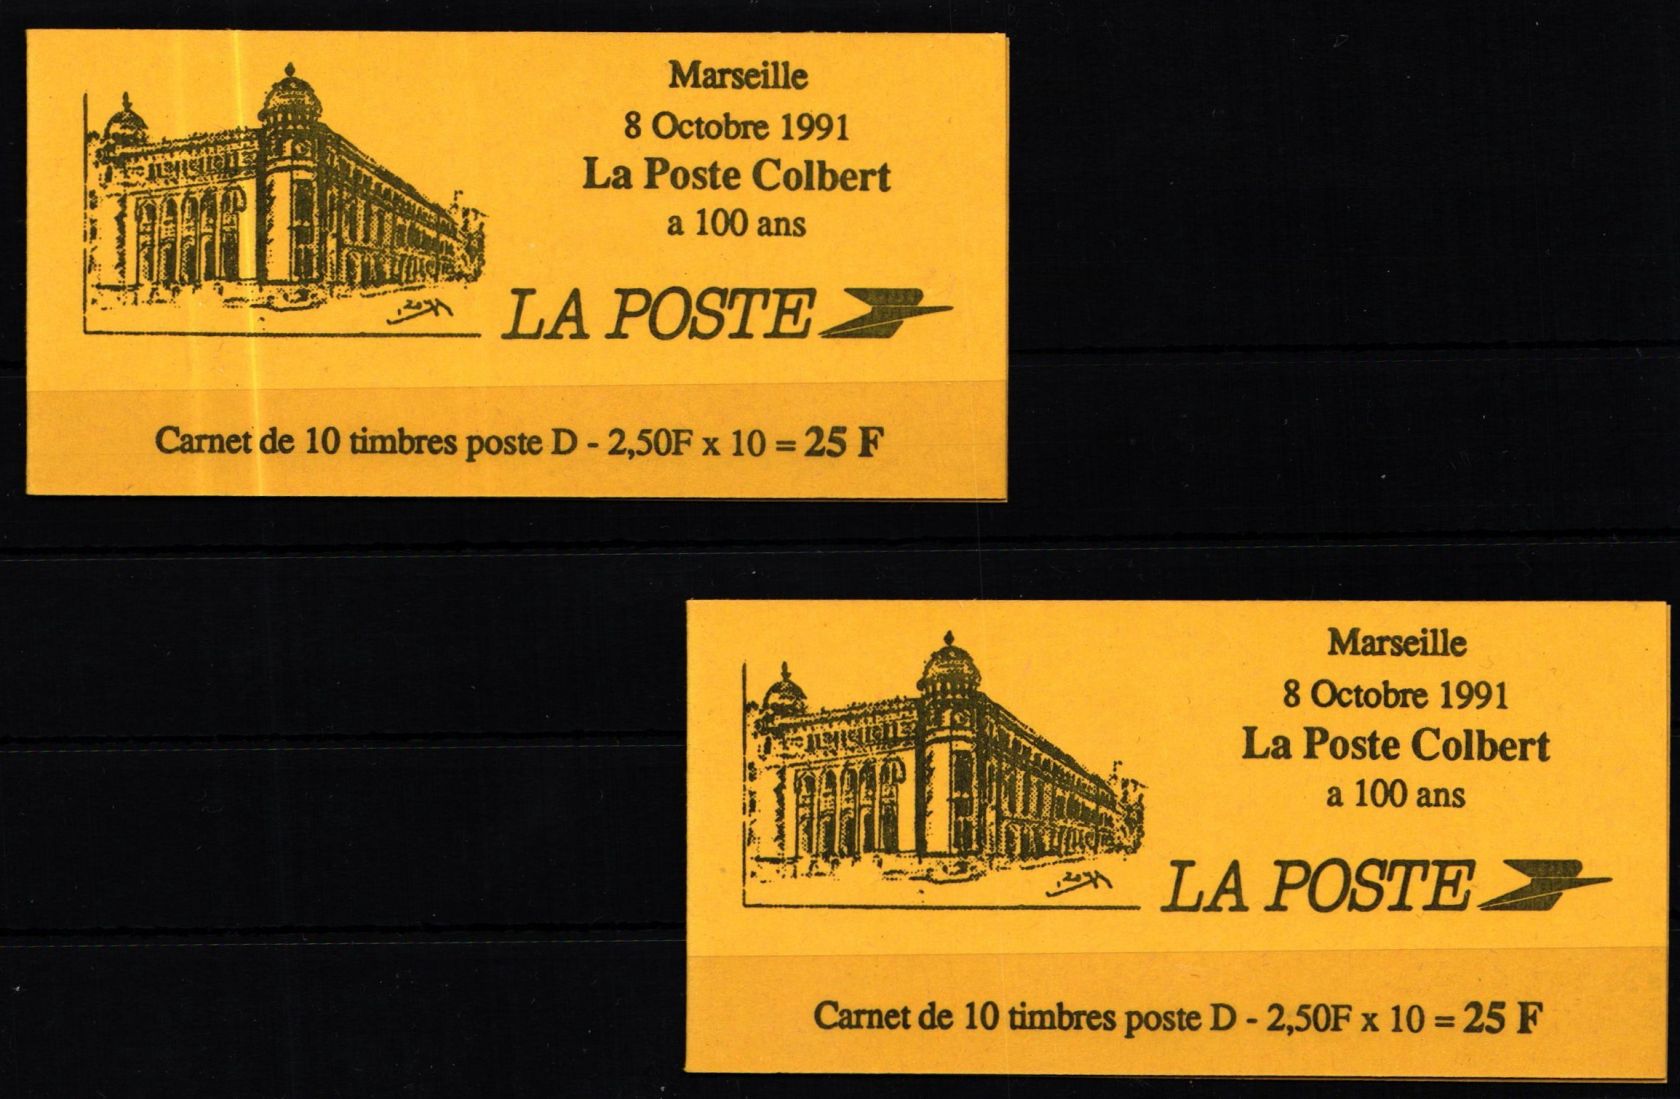 Marseille
8 Octobre 1991
La Poste Colbert
a 100 ans
LA POSTE
Carnet de 10 timbres poste D - 2,50F x 10 = 25 F
Marseille
8 Octobre 1991
La Poste Colbert
a 100 ans
LA POSTE
Carnet de 10 timbres poste D - 2,50F x 10 = 25 F